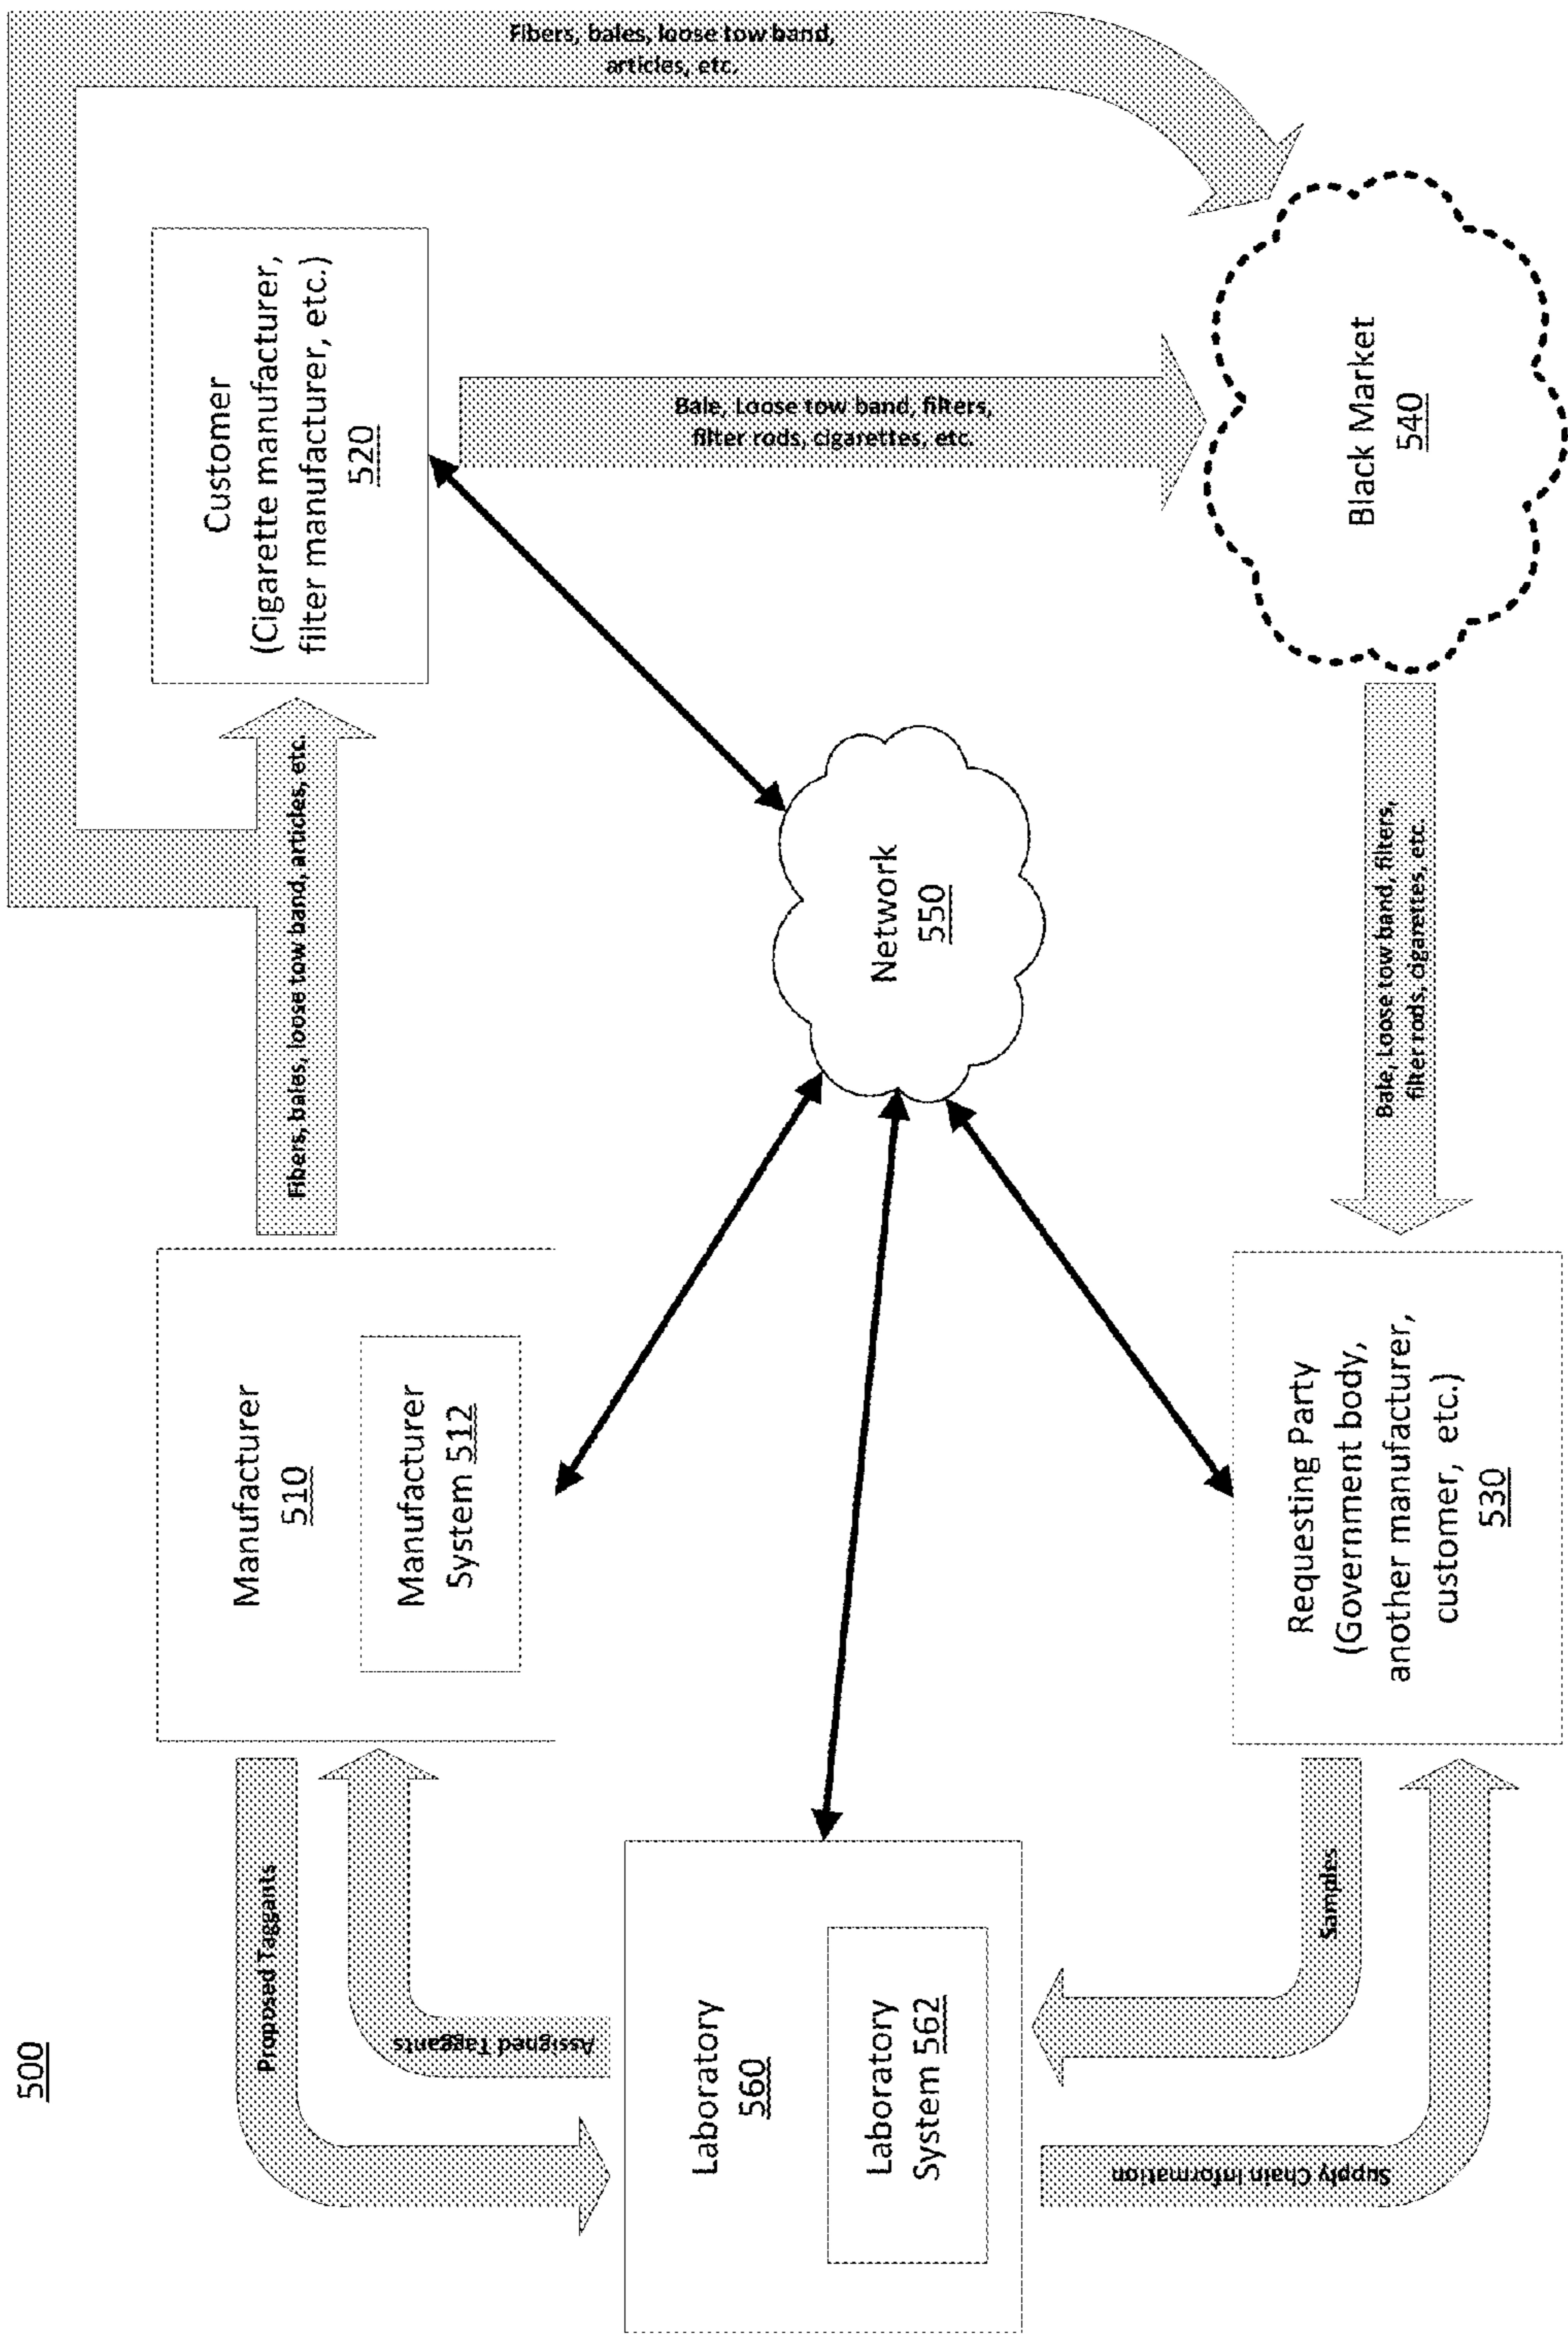 500
Proposed Taggants
Assigned Taggants
Laboratory
560
Laboratory
System 562
Supply Chain Information
Samples
Manufacturer
510
Manufacturer
System 512
Requesting Party
(Government body,
another manufacturer,
customer, etc.)
530
Fibers, bales, loose tow band, articles, etc.
Network
550
Bale, Loose tow band, filters,
filter rods, cigarettes, etc.
Customer
(Cigarette manufacturer,
filter manufacturer, etc.)
520
Bale, Loose tow band, filters,
filter rods, cigarettes, etc.
Black Market
540
Fibers, bales, loose tow band,
articles, etc.